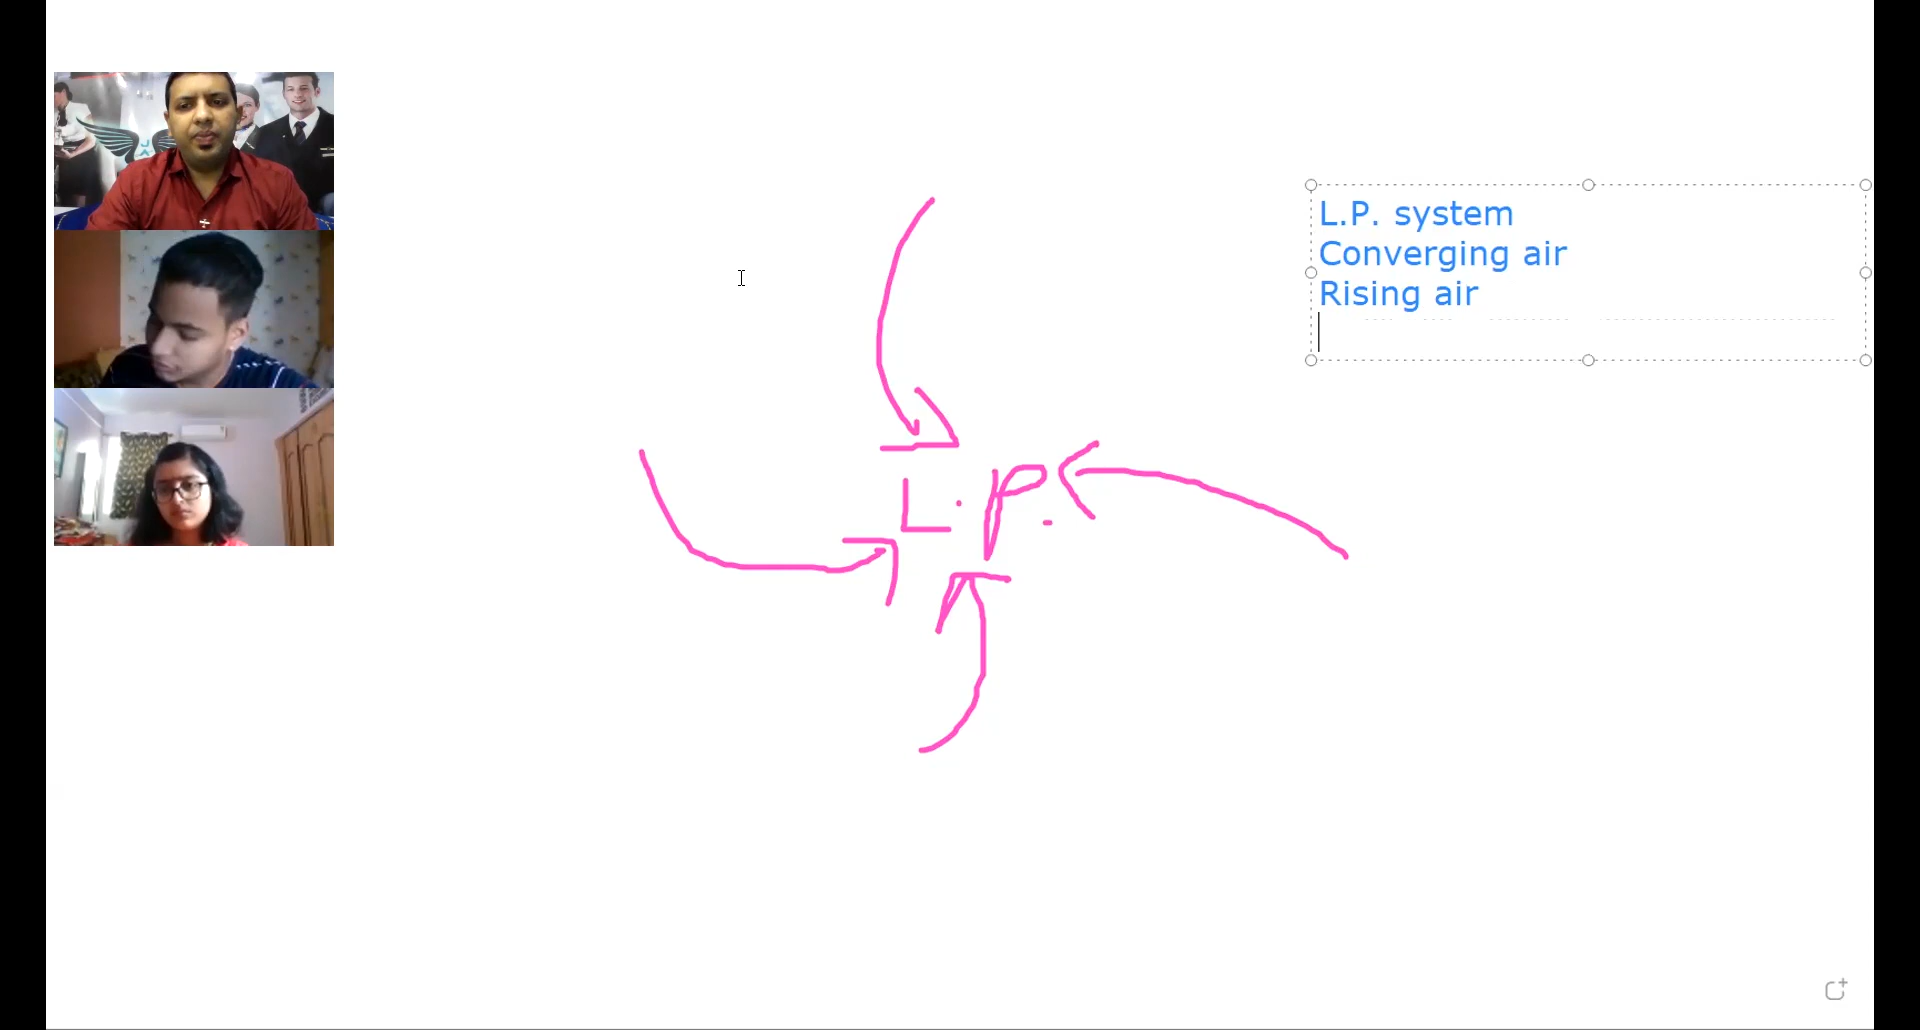 L.P. system
Converging air
Rising air
L.P.